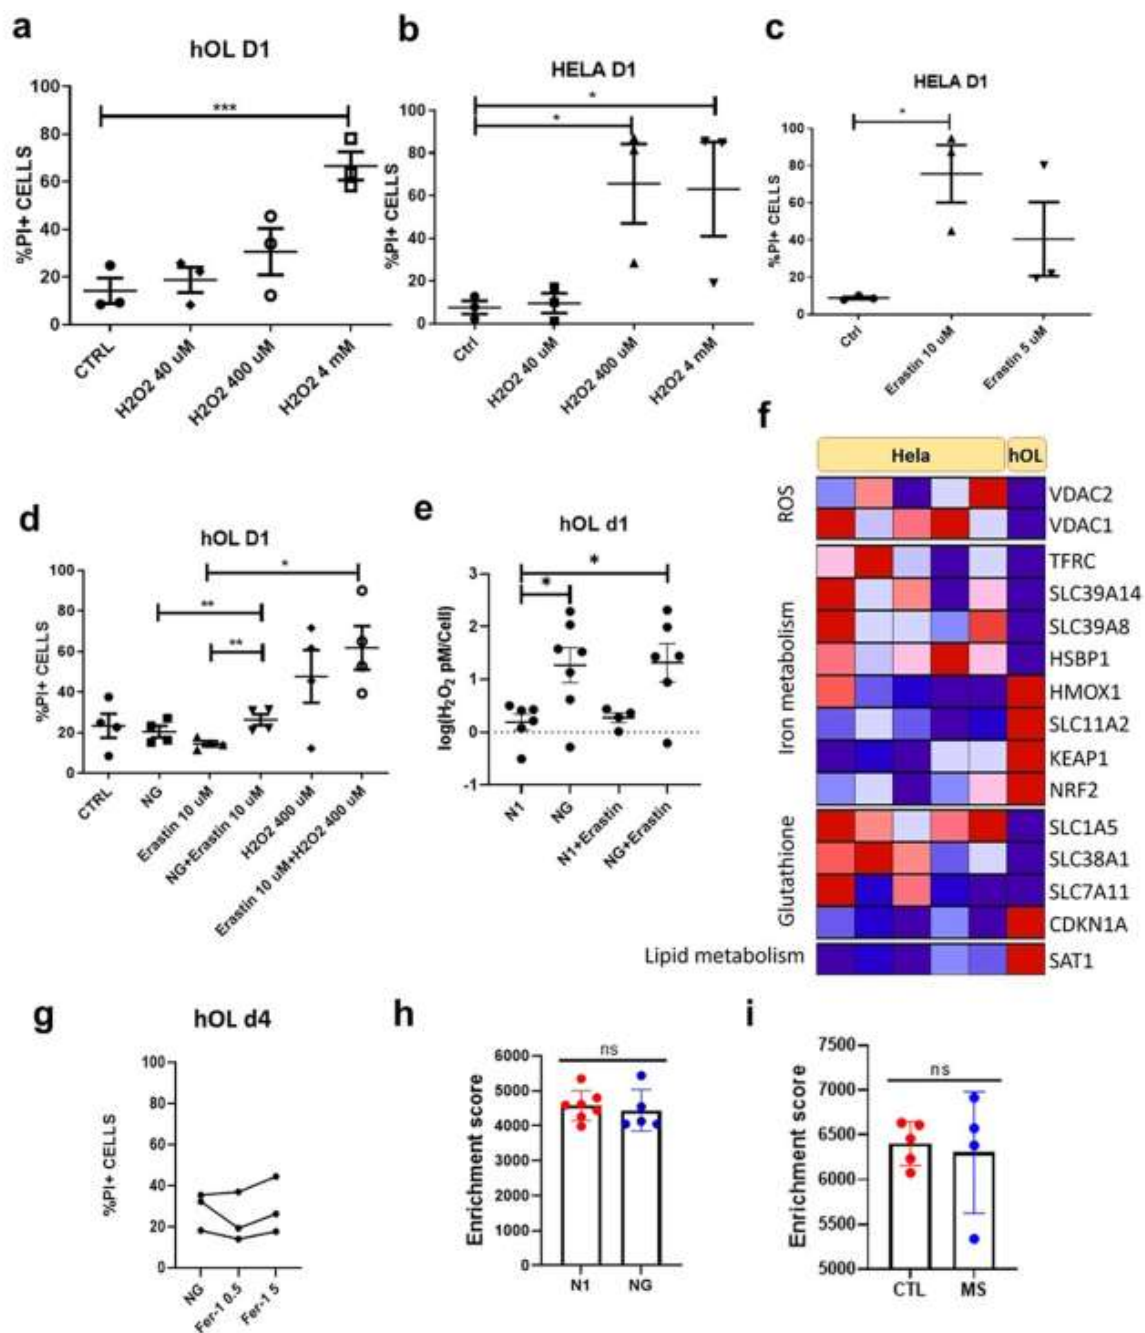 a
hOL D1
%PI+ CELLS
100
80
60
40
20
0
***
CTRL
H2O2 40 uM
H2O2 400 uM
H2O2 4 mM
b
HELA D1
%PI+ CELLS
100
80
60
40
20
0
*
*
Ctrl
H2O2 40 uM
H2O2 400 uM
H2O2 4 mM
c
HELA D1
%PI+ CELLS
100
80
60
40
20
0
*
Ctrl
Erastin 10 uM
Erastin 5 uM
d
hOL D1
%PI+ CELLS
100
80
60
40
20
0
*
**
**
CTRL
NG
Erastin 10 uM
NG+Erastin 10 uM
H2O2 400 uM
Erastin 10 uM+H2O2 400 uM
e
hOL d1
log(H₂O₂ pM/Cell)
3
2
1
0
-1
*
*
N1
NG
N1+Erastin
NG+Erastin
f
Hela hOL
ROS
VDAC2
VDAC1
Iron metabolism
TFRC
SLC39A14
SLC39A8
HSBP1
HMOX1
SLC11A2
KEAP1
NRF2
Glutathione
SLC1A5
SLC38A1
SLC7A11
CDKN1A
Lipid metabolism
SAT1
g
hOL d4
%PI+ CELLS
100
80
60
40
20
0
NG
Fer-1 0.5
Fer-1 5
h
Enrichment score
6000
5000
4000
3000
2000
1000
0
ns
N1
NG
i
Enrichment score
7500
7000
6500
6000
5500
5000
ns
CTL
MS